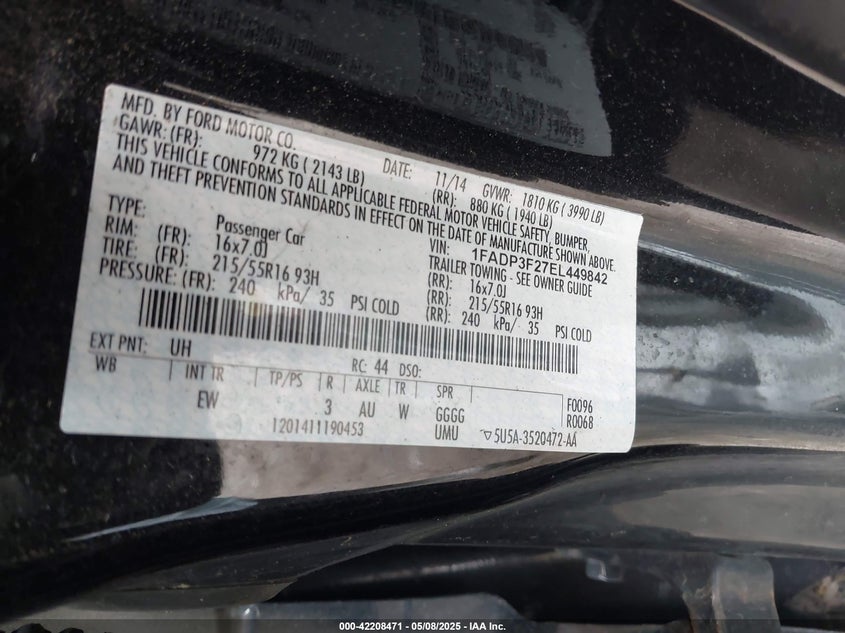 MFD. BY FORD MOTOR CO. DATE: 11/14 GVWR: 1810 KG ( 3990 LB)
GAWR: (FR): 972 KG ( 2143 LB) (RR): 880 KG ( 1940 LB)
THIS VEHICLE CONFORMS TO ALL APPLICABLE FEDERAL MOTOR VEHICLE SAFETY, BUMPER,
AND THEFT PREVENTION STANDARDS IN EFFECT ON THE DATE OF MANUFACTURE SHOWN ABOVE.
VIN: 1FADP3F27EL449842
TYPE: Passenger Car TRAILER TOWING - SEE OWNER GUIDE
RIM: (FR): 16x7.0J (RR): 16x7.0J
TIRE: (FR): 215/55R16 93H (RR): 215/55R16 93H
PRESSURE: (FR): 240 kPa/ 35 PSI COLD (RR): 240 kPa/ 35 PSI COLD
EXT PNT: UH RC: 44 DSO:
WB INT TR TP/PS R AXLE TR SPR F0096
EW 3 AU W GGGG R0068
1201411190453 UMU ▽5U5A-3520472-AA
000-42208471 - 05/08/2025 - IAA Inc.